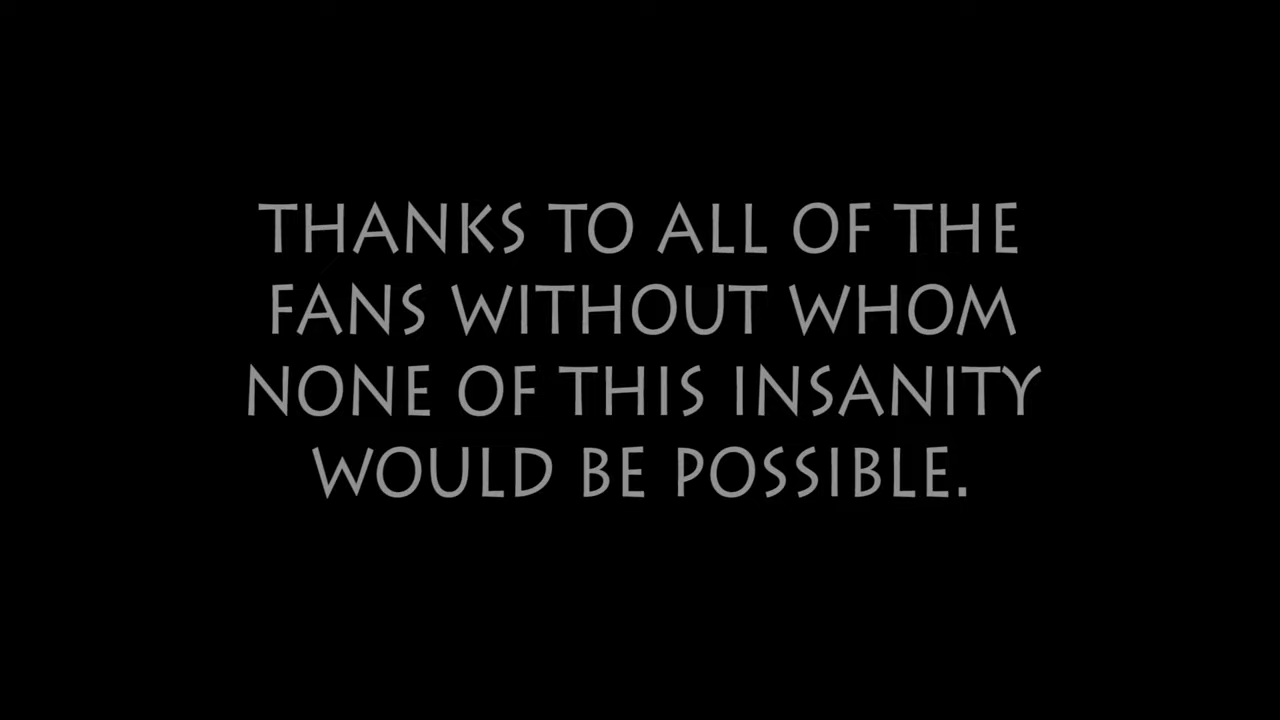 THANKS TO ALL OF THE
FANS WITHOUT WHOM
NONE OF THIS INSANITY
WOULD BE POSSIBLE.